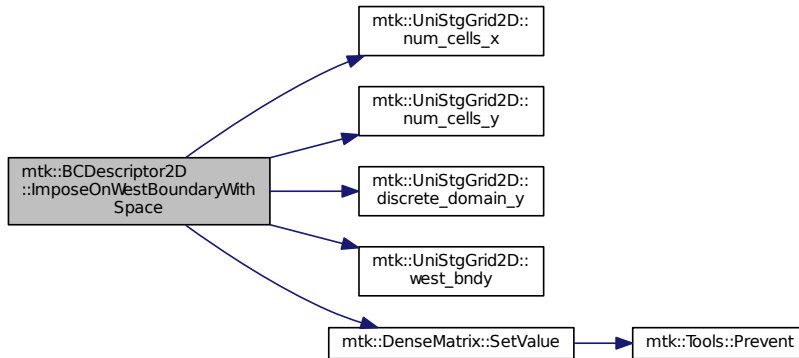 mtk::UniStgGrid2D::
num_cells_x
mtk::UniStgGrid2D::
num_cells_y
mtk::BCDescriptor2D
::ImposeOnWestBoundaryWith
Space
mtk::UniStgGrid2D::
discrete_domain_y
mtk::UniStgGrid2D::
west_bndy
mtk::DenseMatrix::SetValue
mtk::Tools::Prevent